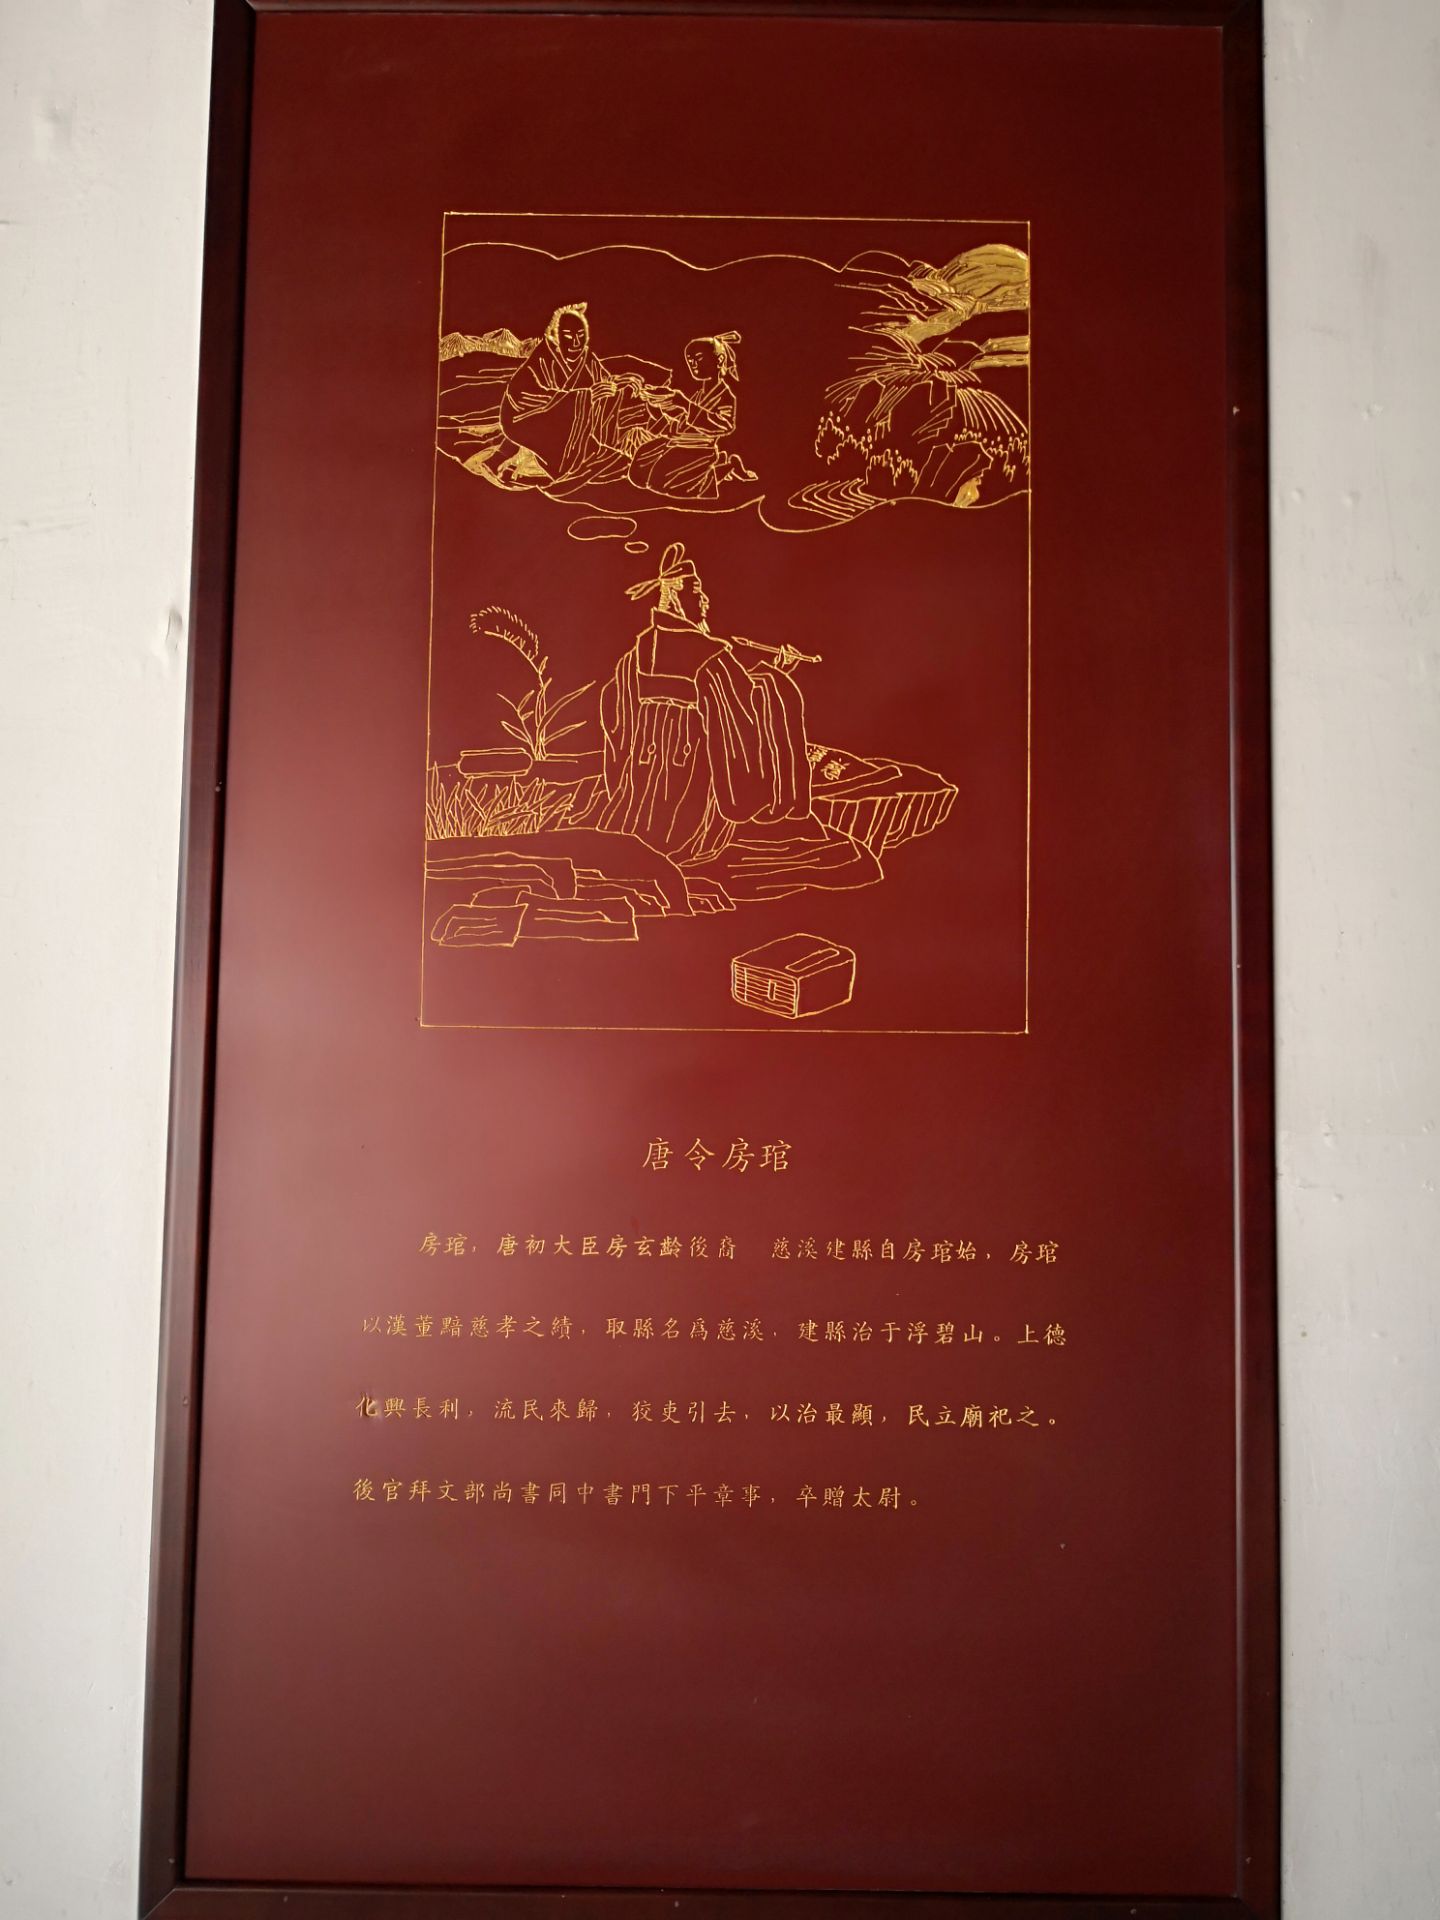 慈溪
唐令房琯
房琯，唐初大臣房玄齡後裔　慈溪建縣自房琯始，房琯
以漢董黯慈孝之績，取縣名為慈溪，建縣治于浮碧山。上德
化興長利，流民來歸，狡吏引去，以治最顯，民立廟祀之。
後官拜文部尚書同中書門下平章事，卒贈太尉。